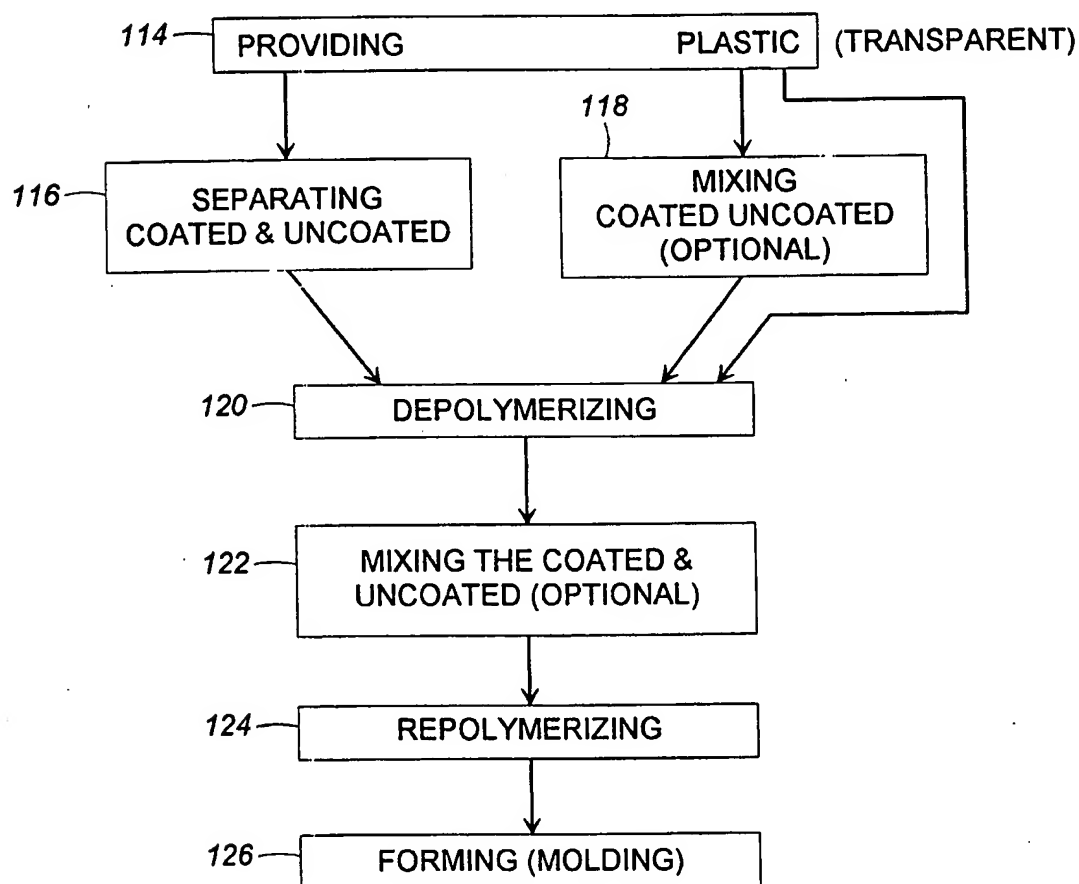 114 PROVIDING PLASTIC (TRANSPARENT)
118
116 SEPARATING
COATED & UNCOATED
MIXING
COATED UNCOATED
(OPTIONAL)
120 DEPOLYMERIZING
122 MIXING THE COATED &
UNCOATED (OPTIONAL)
124 REPOLYMERIZING
126 FORMING (MOLDING)